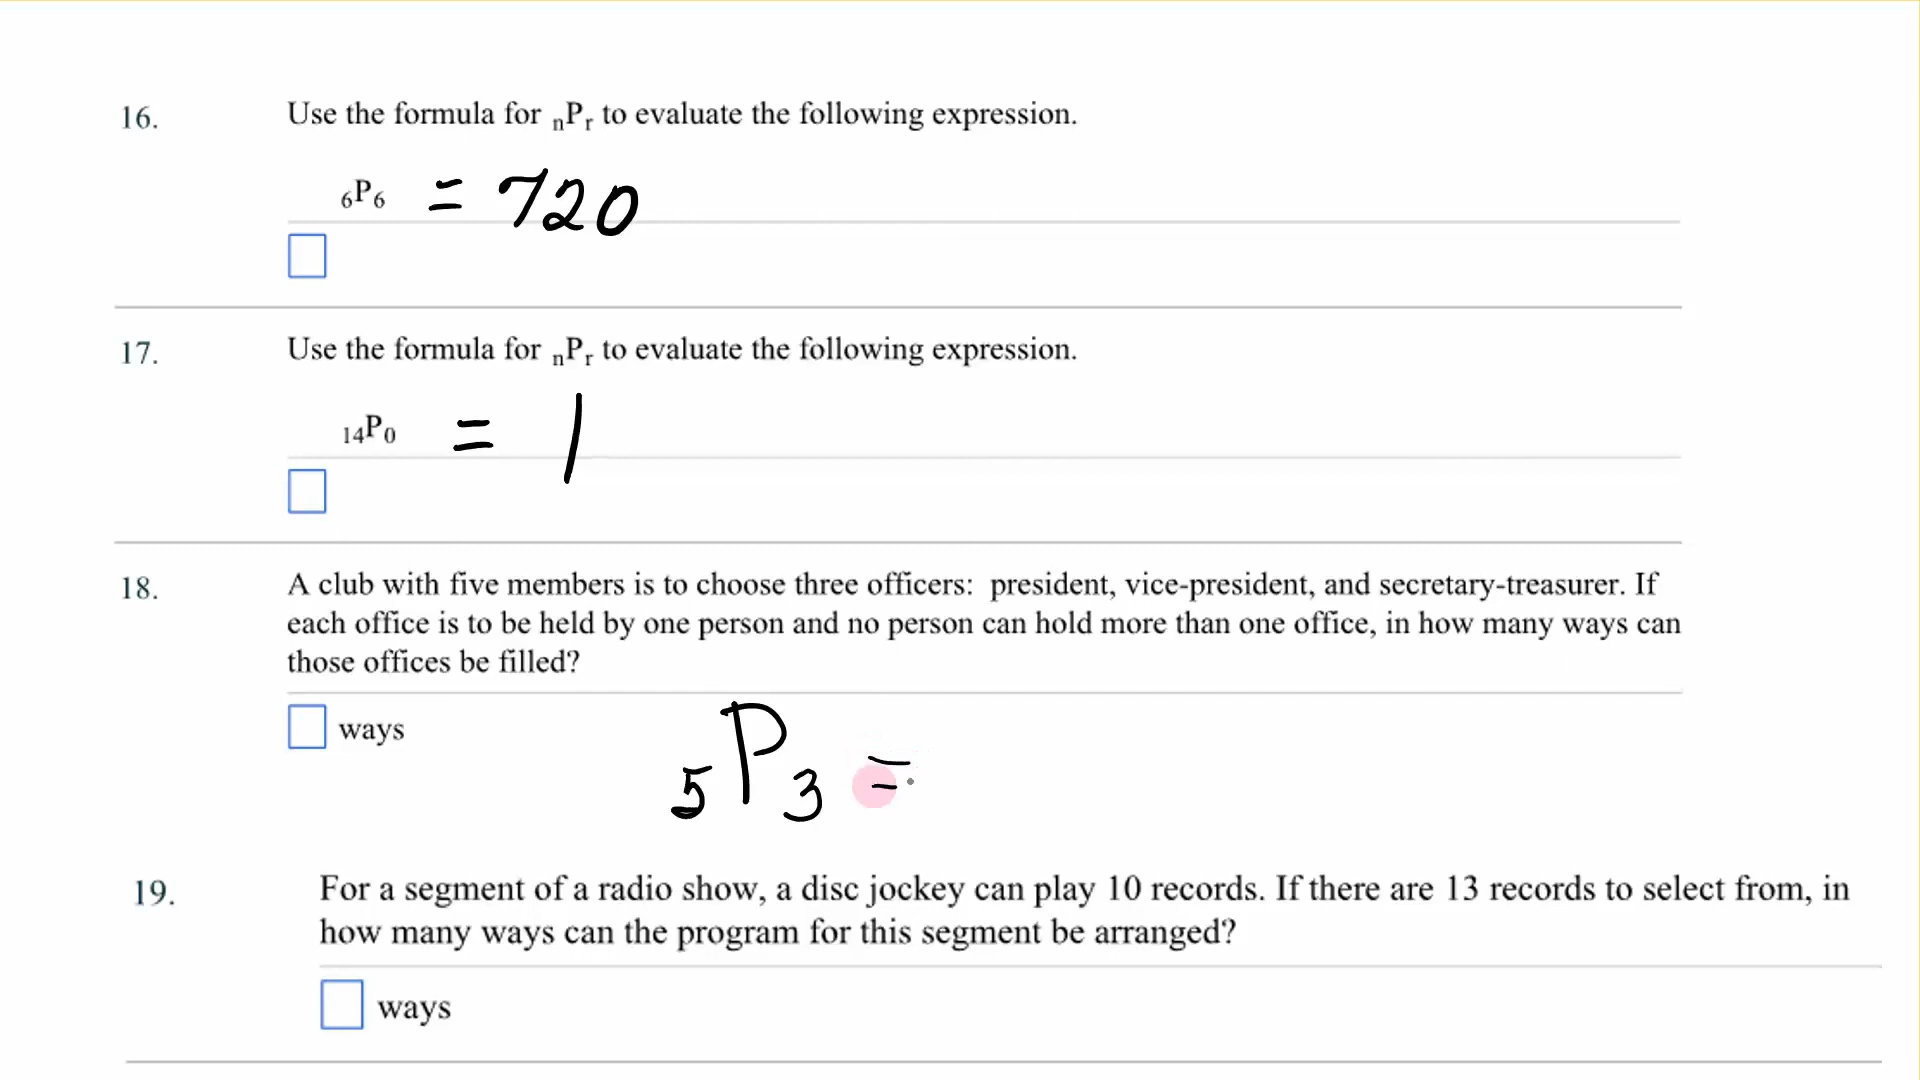 16. Use the formula for nPr to evaluate the following expression.
6P6 = 720
17. Use the formula for nPr to evaluate the following expression.
14P0 = 1
18. A club with five members is to choose three officers: president, vice-president, and secretary-treasurer. If
each office is to be held by one person and no person can hold more than one office, in how many ways can
those offices be filled?
ways
5P3 =
19. For a segment of a radio show, a disc jockey can play 10 records. If there are 13 records to select from, in
how many ways can the program for this segment be arranged?
ways